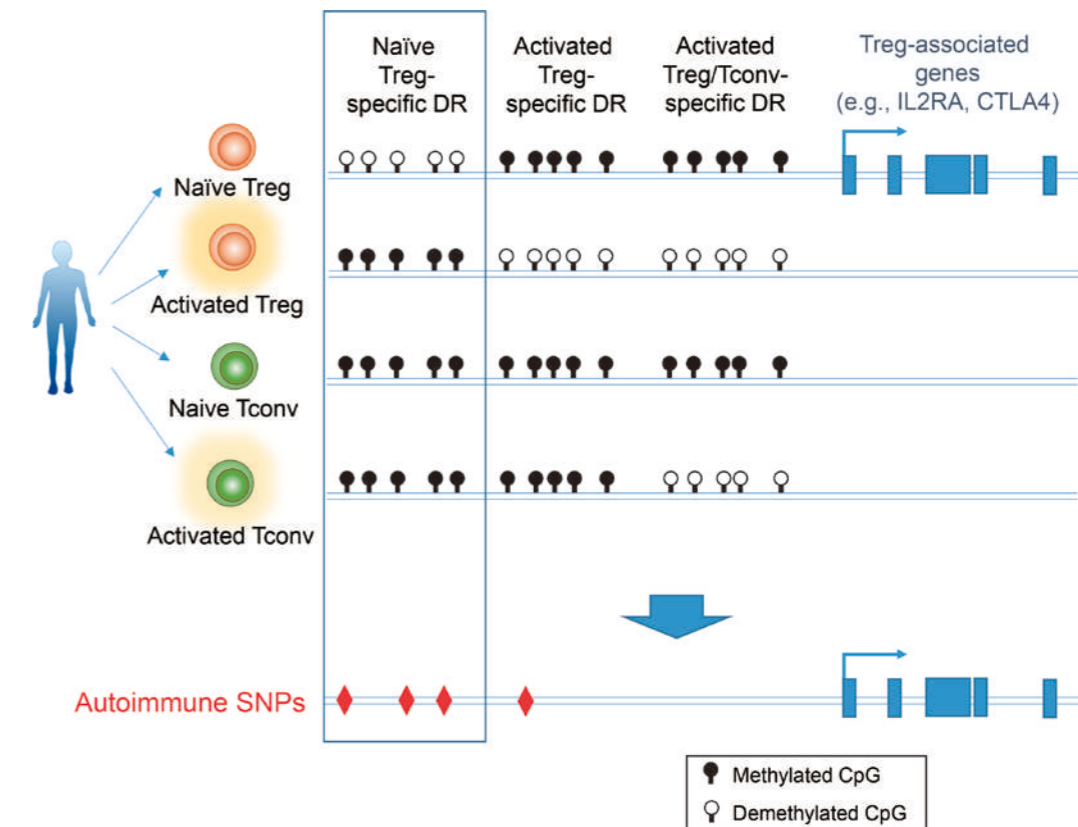 Naïve
Treg-
specific DR
Activated
Treg-
specific DR
Activated
Treg/Tconv-
specific DR
Treg-associated
genes
(e.g., IL2RA, CTLA4)
Naïve Treg
Activated Treg
Naive Tconv
Activated Tconv
Autoimmune SNPs
Methylated CpG
Demethylated CpG